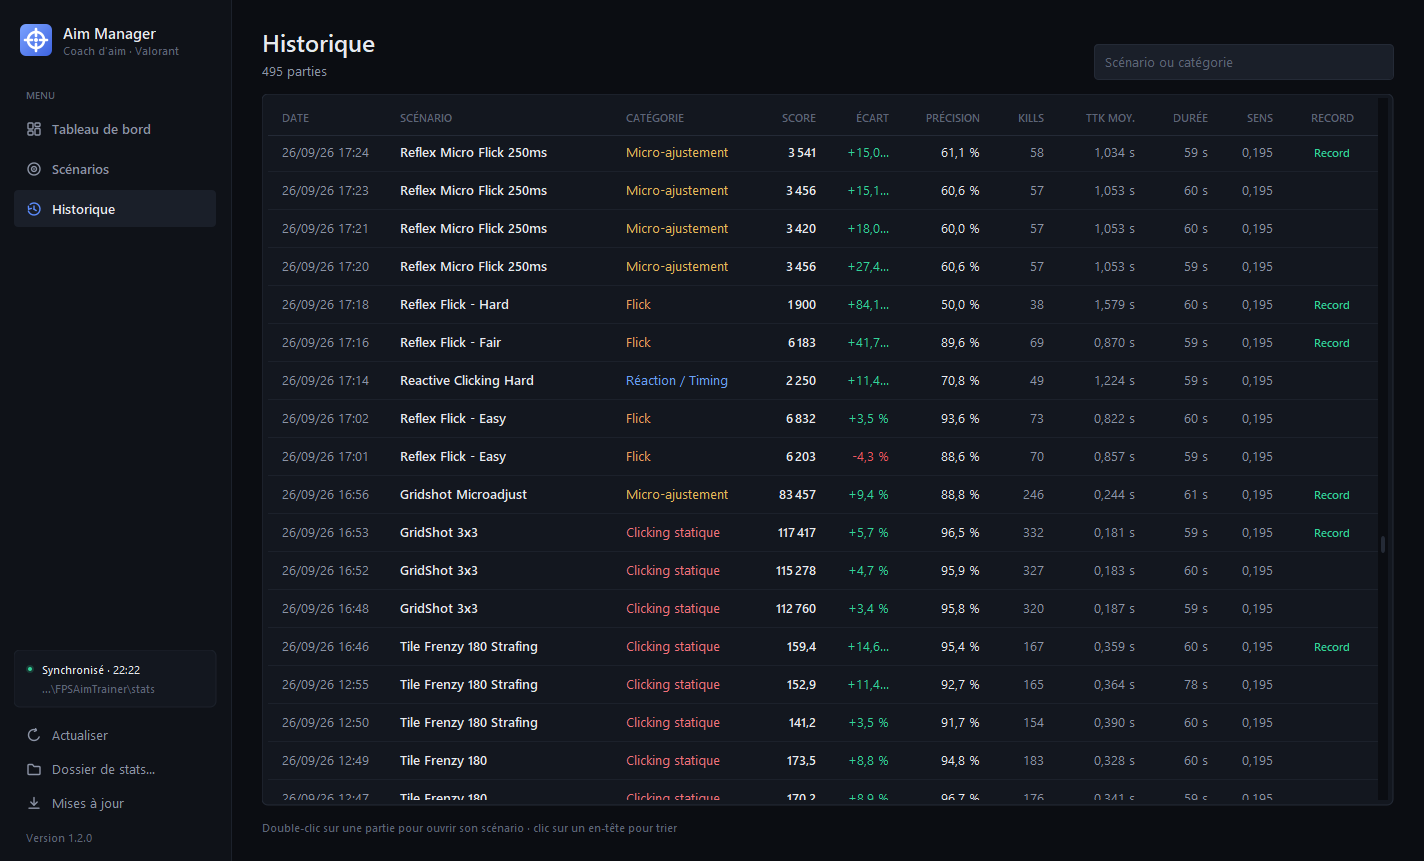 Aim Manager
Coach d'aim · Valorant
MENU
Tableau de bord
Scénarios
Historique
Synchronisé · 22:22
...\FPSAimTrainer\stats
Actualiser
Dossier de stats...
Mises à jour
Version 1.2.0
Historique
495 parties
Scénario ou catégorie
DATE SCÉNARIO CATÉGORIE SCORE ÉCART PRÉCISION KILLS TTK MOY. DURÉE SENS RECORD
26/09/26 17:24 Reflex Micro Flick 250ms Micro-ajustement 3 541 +15,0... 61,1 % 58 1,034 s 59 s 0,195 Record
26/09/26 17:23 Reflex Micro Flick 250ms Micro-ajustement 3 456 +15,1... 60,6 % 57 1,053 s 60 s 0,195
26/09/26 17:21 Reflex Micro Flick 250ms Micro-ajustement 3 420 +18,0... 60,0 % 57 1,053 s 60 s 0,195
26/09/26 17:20 Reflex Micro Flick 250ms Micro-ajustement 3 456 +27,4... 60,6 % 57 1,053 s 59 s 0,195
26/09/26 17:18 Reflex Flick - Hard Flick 1 900 +84,1... 50,0 % 38 1,579 s 60 s 0,195 Record
26/09/26 17:16 Reflex Flick - Fair Flick 6 183 +41,7... 89,6 % 69 0,870 s 59 s 0,195 Record
26/09/26 17:14 Reactive Clicking Hard Réaction / Timing 2 250 +11,4... 70,8 % 49 1,224 s 59 s 0,195
26/09/26 17:02 Reflex Flick - Easy Flick 6 832 +3,5 % 93,6 % 73 0,822 s 60 s 0,195
26/09/26 17:01 Reflex Flick - Easy Flick 6 203 -4,3 % 88,6 % 70 0,857 s 59 s 0,195
26/09/26 16:56 Gridshot Microadjust Micro-ajustement 83 457 +9,4 % 88,8 % 246 0,244 s 61 s 0,195 Record
26/09/26 16:53 GridShot 3x3 Clicking statique 117 417 +5,7 % 96,5 % 332 0,181 s 59 s 0,195 Record
26/09/26 16:52 GridShot 3x3 Clicking statique 115 278 +4,7 % 95,9 % 327 0,183 s 60 s 0,195
26/09/26 16:48 GridShot 3x3 Clicking statique 112 760 +3,4 % 95,8 % 320 0,187 s 59 s 0,195
26/09/26 16:46 Tile Frenzy 180 Strafing Clicking statique 159,4 +14,6... 95,4 % 167 0,359 s 60 s 0,195 Record
26/09/26 12:55 Tile Frenzy 180 Strafing Clicking statique 152,9 +11,4... 92,7 % 165 0,364 s 78 s 0,195
26/09/26 12:50 Tile Frenzy 180 Strafing Clicking statique 141,2 +3,5 % 91,7 % 154 0,390 s 60 s 0,195
26/09/26 12:49 Tile Frenzy 180 Clicking statique 173,5 +8,8 % 94,8 % 183 0,328 s 60 s 0,195
26/09/26 12:47 Tile Frenzy 180 Clicking statique 170,2 +8,9 % 96,7 % 176 0,341 s 59 s 0,195
Double-clic sur une partie pour ouvrir son scénario · clic sur un en-tête pour trier